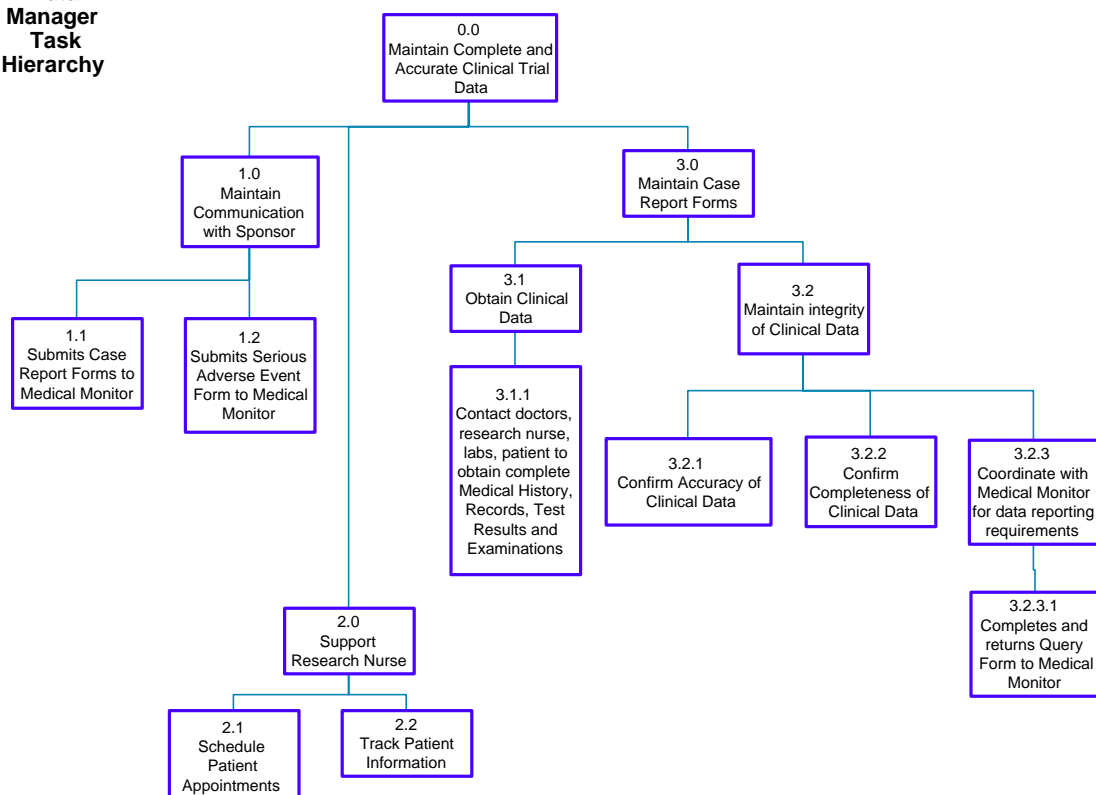 Manager
Task
Hierarchy
0.0
Maintain Complete and
Accurate Clinical Trial
Data
1.0
Maintain
Communication
with Sponsor
3.0
Maintain Case
Report Forms
1.1
Submits Case
Report Forms to
Medical Monitor
1.2
Submits Serious
Adverse Event
Form to Medical
Monitor
3.1
Obtain Clinical
Data
3.2
Maintain integrity
of Clinical Data
3.1.1
Contact doctors,
research nurse,
labs, patient to
obtain complete
Medical History,
Records, Test
Results and
Examinations
3.2.1
Confirm Accuracy of
Clinical Data
3.2.2
Confirm
Completeness of
Clinical Data
3.2.3
Coordinate with
Medical Monitor
for data reporting
requirements
3.2.3.1
Completes and
returns Query
Form to Medical
Monitor
2.0
Support
Research Nurse
2.1
Schedule
Patient
Appointments
2.2
Track Patient
Information